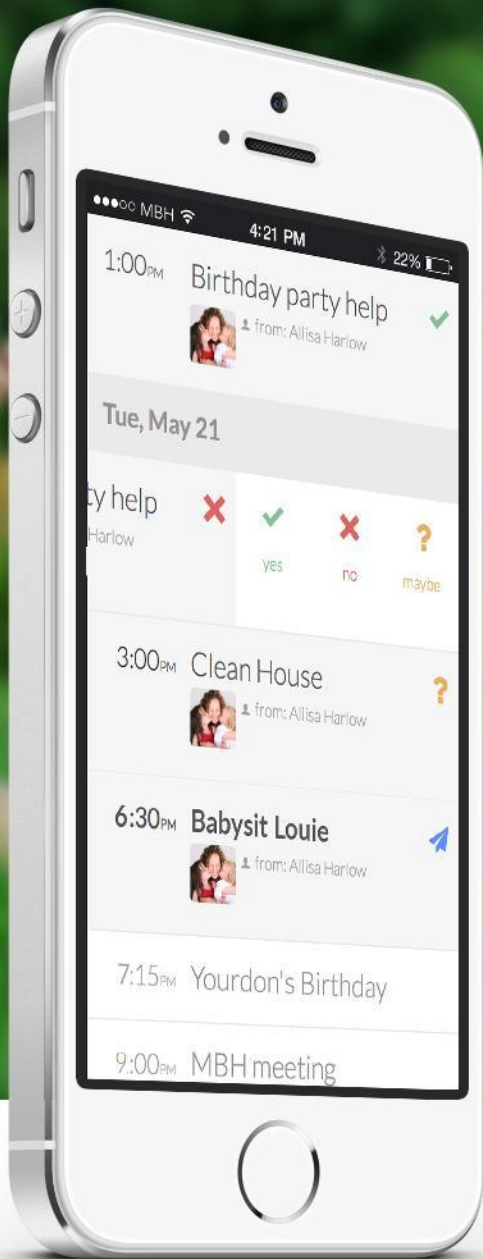 MBH 4:21 PM 22%
1:00PM Birthday party help
from: Allisa Harlow
Tue, May 21
ty help
Harlow
yes no maybe
3:00PM Clean House
from: Allisa Harlow
6:30PM Babysit Louie
from: Allisa Harlow
7:15PM Yourdon's Birthday
9:00PM MBH meeting